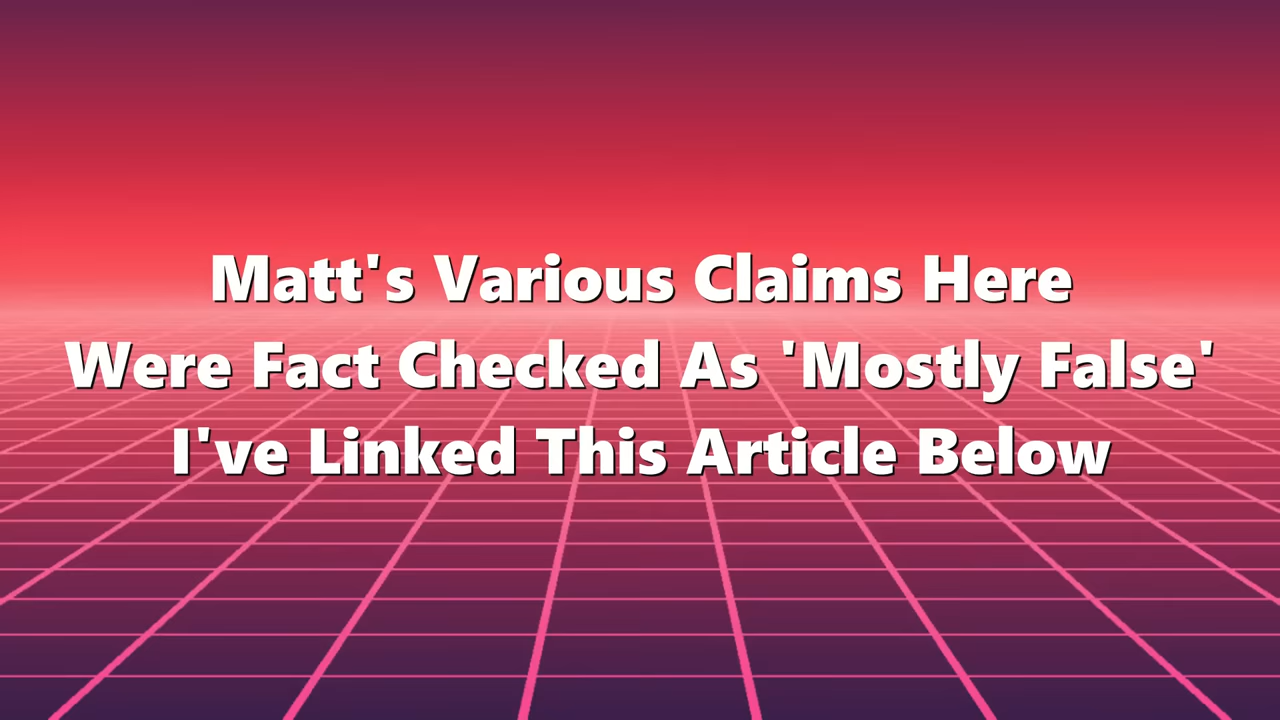 Matt's Various Claims Here
Were Fact Checked As 'Mostly False'
I've Linked This Article Below